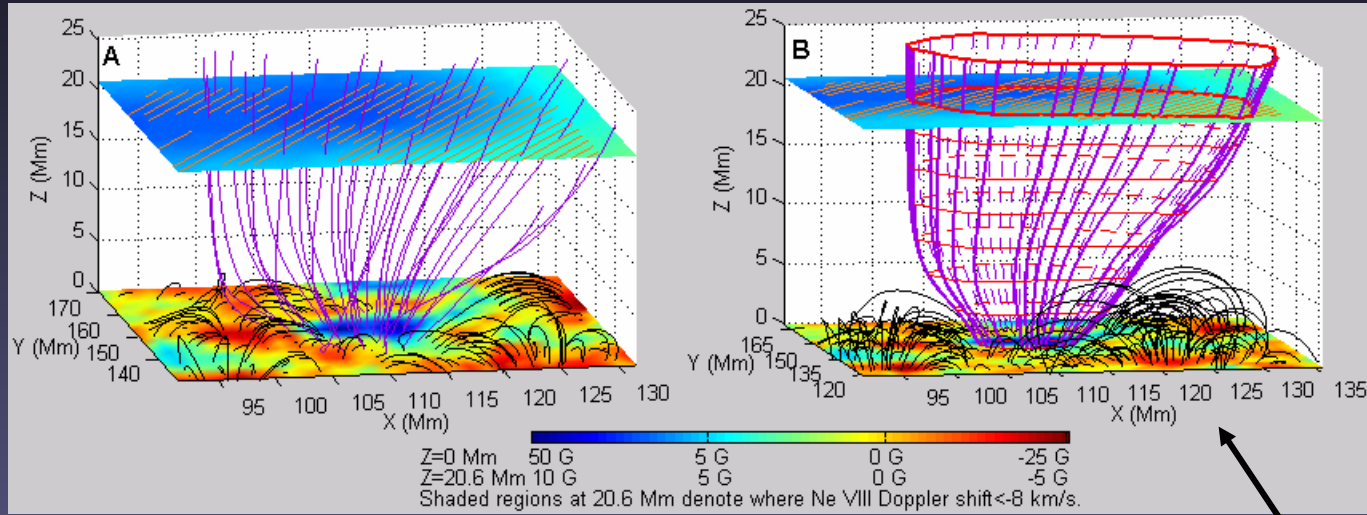 A
25
20
15
10
5
0
Z (Mm)
170
160
150
140
Y (Mm)
95 100 105 110 115 120 125 130
X (Mm)
B
25
20
15
10
5
0
Z (Mm)
165
150
135
Y (Mm)
120
95 100 105 110 115 120 125 130 135
X (Mm)
Z=0 Mm 50 G 5 G 0 G -25 G
Z=20.6 Mm 10 G 5 G 0 G -5 G
Shaded regions at 20.6 Mm denote where Ne VIII Doppler shift<-8 km/s.